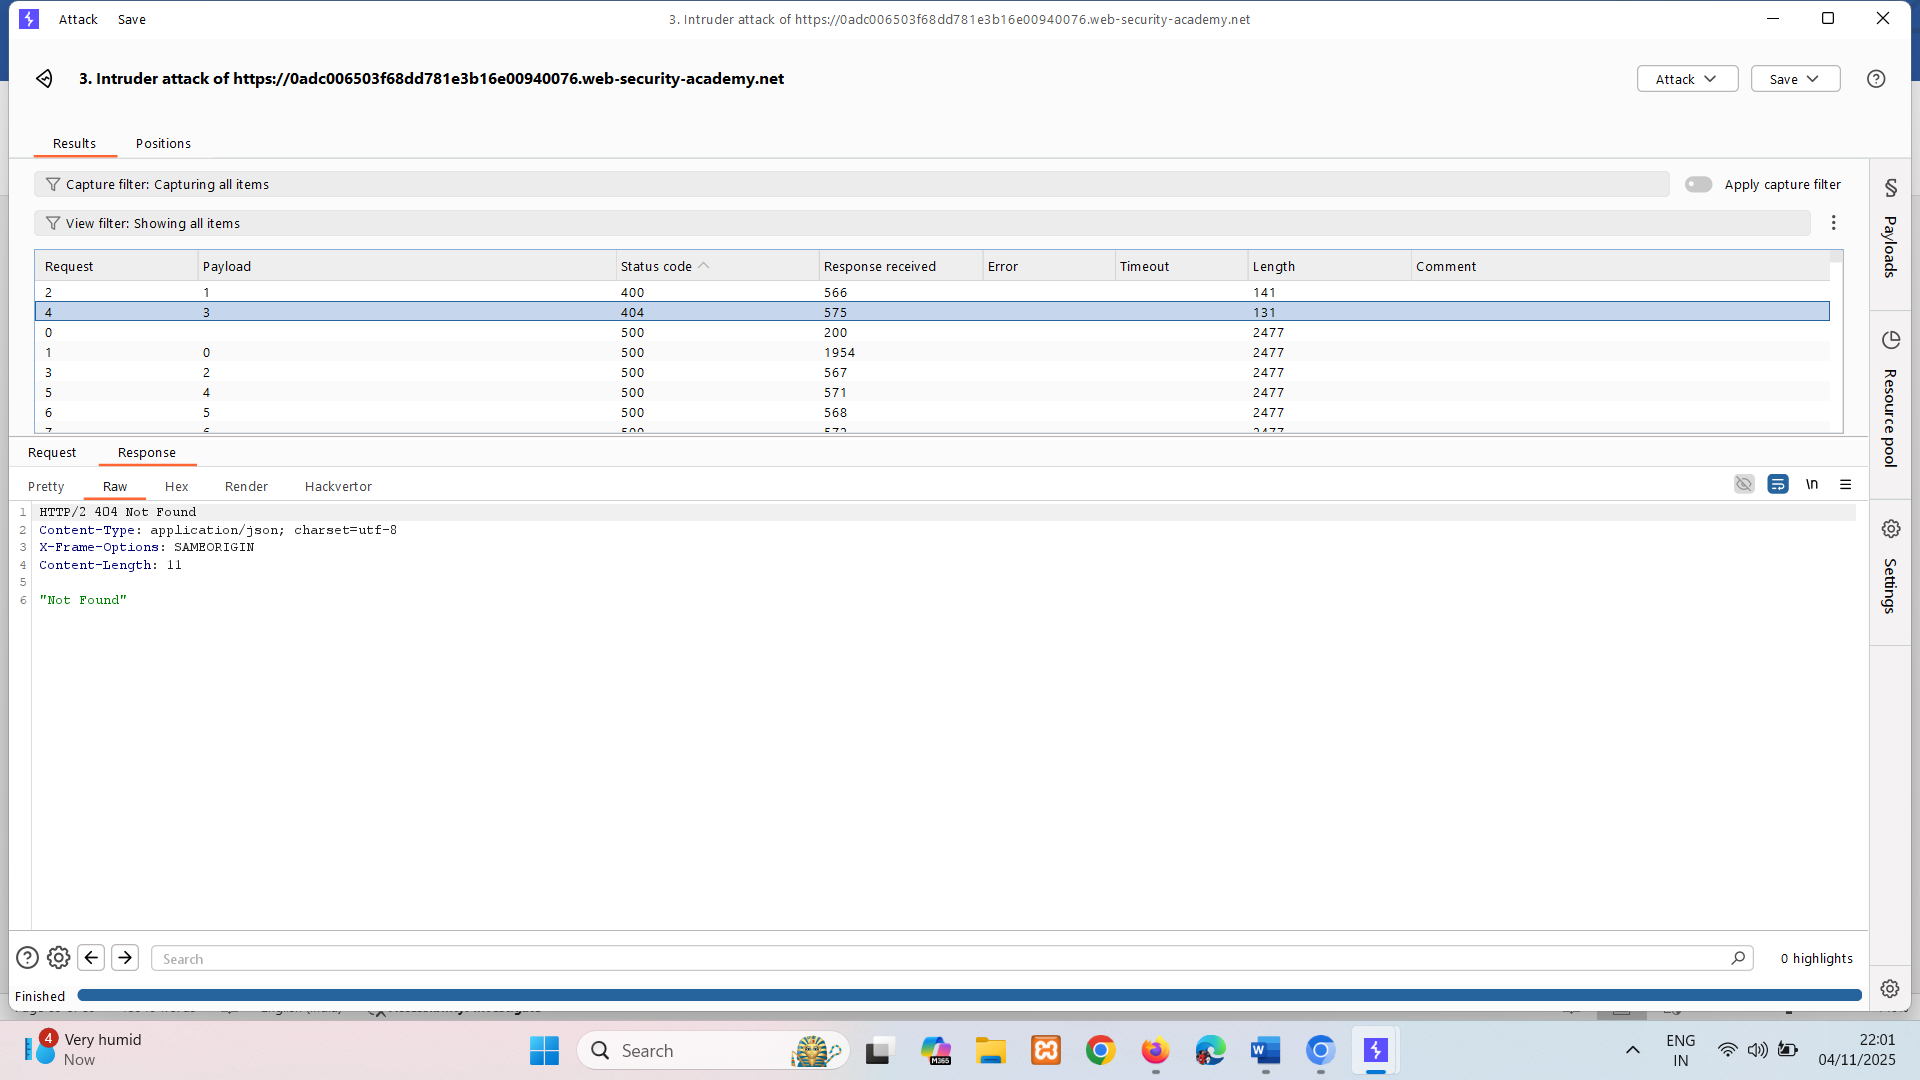 Attack Save 3. Intruder attack of https://0adc006503f68dd781e3b16e00940076.web-security-academy.net
3. Intruder attack of https://0adc006503f68dd781e3b16e00940076.web-security-academy.net
Attack Save ?
Results Positions
Capture filter: Capturing all items Apply capture filter
View filter: Showing all items
Request Payload Status code Response received Error Timeout Length Comment
2 1 400 566 141
4 3 404 575 131
0 500 200 2477
1 0 500 1954 2477
3 2 500 567 2477
5 4 500 571 2477
6 5 500 568 2477
7 6 500 572 2477
Payloads
Resource pool
Settings
Request Response
Pretty Raw Hex Render Hackvertor \n
1 HTTP/2 404 Not Found
2 Content-Type: application/json; charset=utf-8
3 X-Frame-Options: SAMEORIGIN
4 Content-Length: 11
5
6 "Not Found"
? Search 0 highlights
Finished
4 Very humid
Now
Search
M365
ENG
IN
22:01
04/11/2025